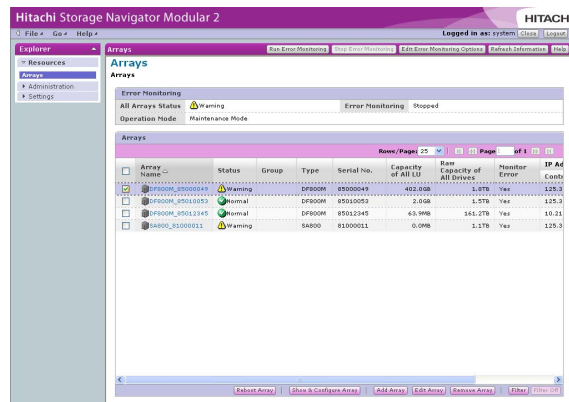 Hitachi Storage Navigator Modular 2
HITACH
File Go Help
Logged in as: system Close Logout
Explorer
Resources
Arrays
Administration
Settings
Arrays Run Error Monitoring Stop Error Monitoring Edit Error Monitoring Options Refresh Information Help
Arrays
Arrays
Error Monitoring
All Arrays Status Warning Error Monitoring Stopped
Operation Mode Maintenance Mode
Arrays
Rows/Page: 25 Page of 1
Array Name Status Group Type Serial No. Capacity of All LU Raw Capacity of All Drives Monitor Error IP Ad
Contr
DF800M_85000049 Warning DF800M 85000049 402.0GB 1.8TB Yes 125.3
DF800M_85010053 Normal DF800M 85010053 2.0GB 1.5TB Yes 125.3
DF800M_85012345 Normal DF800M 85012345 63.9MB 161.2TB Yes 10.21
SA800_81000011 Warning SA800 81000011 0.0MB 1.1TB Yes 125.3
Reboot Array Show & Configure Array Add Array Edit Array Remove Array Filter Filter Off